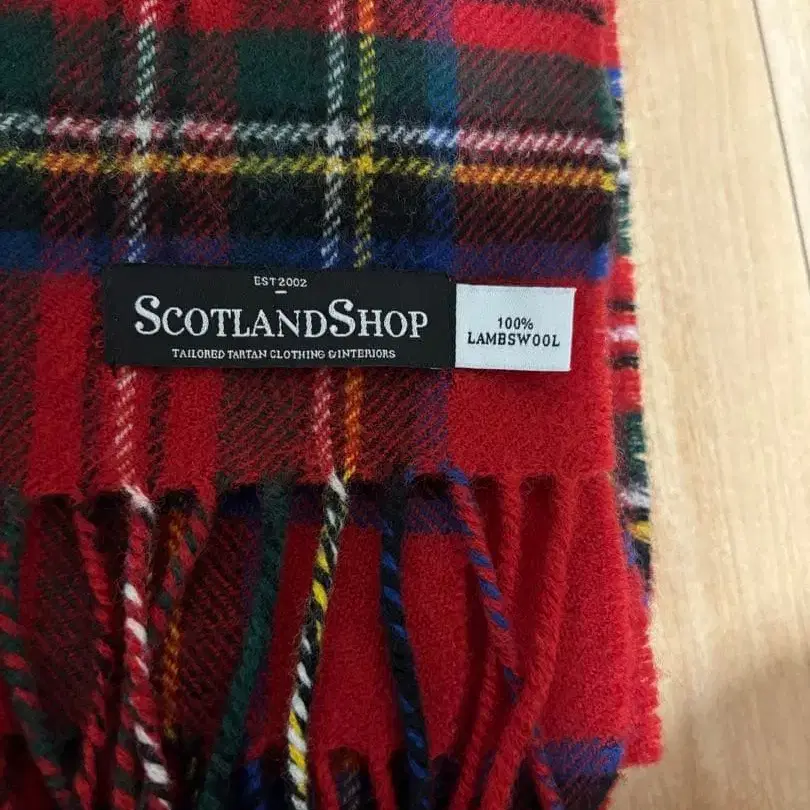 EST 2002
SCOTLANDSHOP
TAILORED TARTAN CLOTHING & INTERIORS
100%
LAMBSWOOL